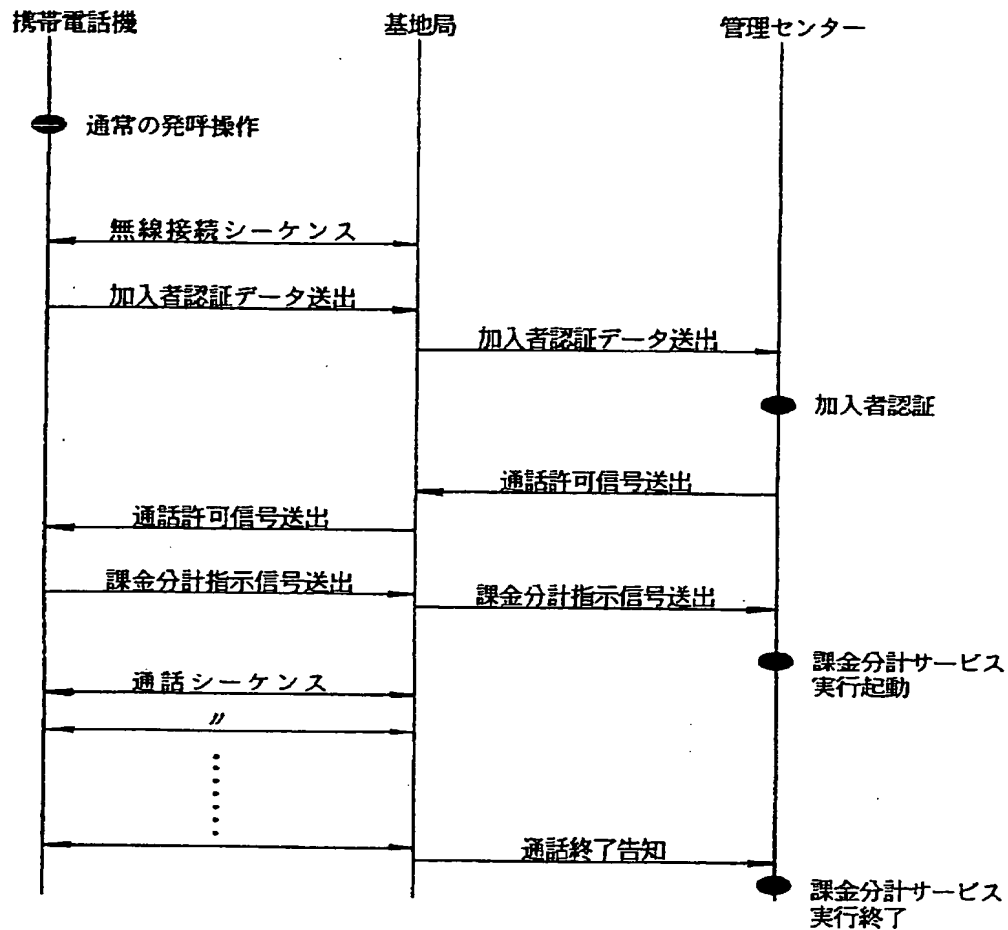 携帯電話機
基地局
管理センター
通常の発呼操作
無線接続シーケンス
加入者認証データ送出
加入者認証データ送出
加入者認証
通話許可信号送出
通話許可信号送出
課金分計指示信号送出
課金分計指示信号送出
課金分計サービス
実行起動
通話シーケンス
〃
通話終了告知
課金分計サービス
実行終了